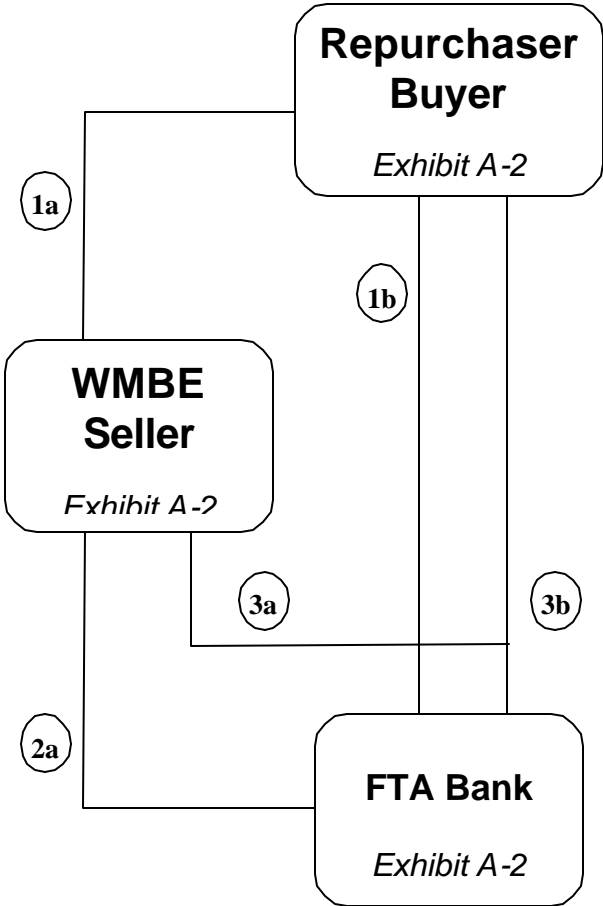 Repurchaser
Buyer
Exhibit A-2
1a
1b
WMBE
Seller
Exhibit A-2
3a
3b
2a
FTA Bank
Exhibit A-2